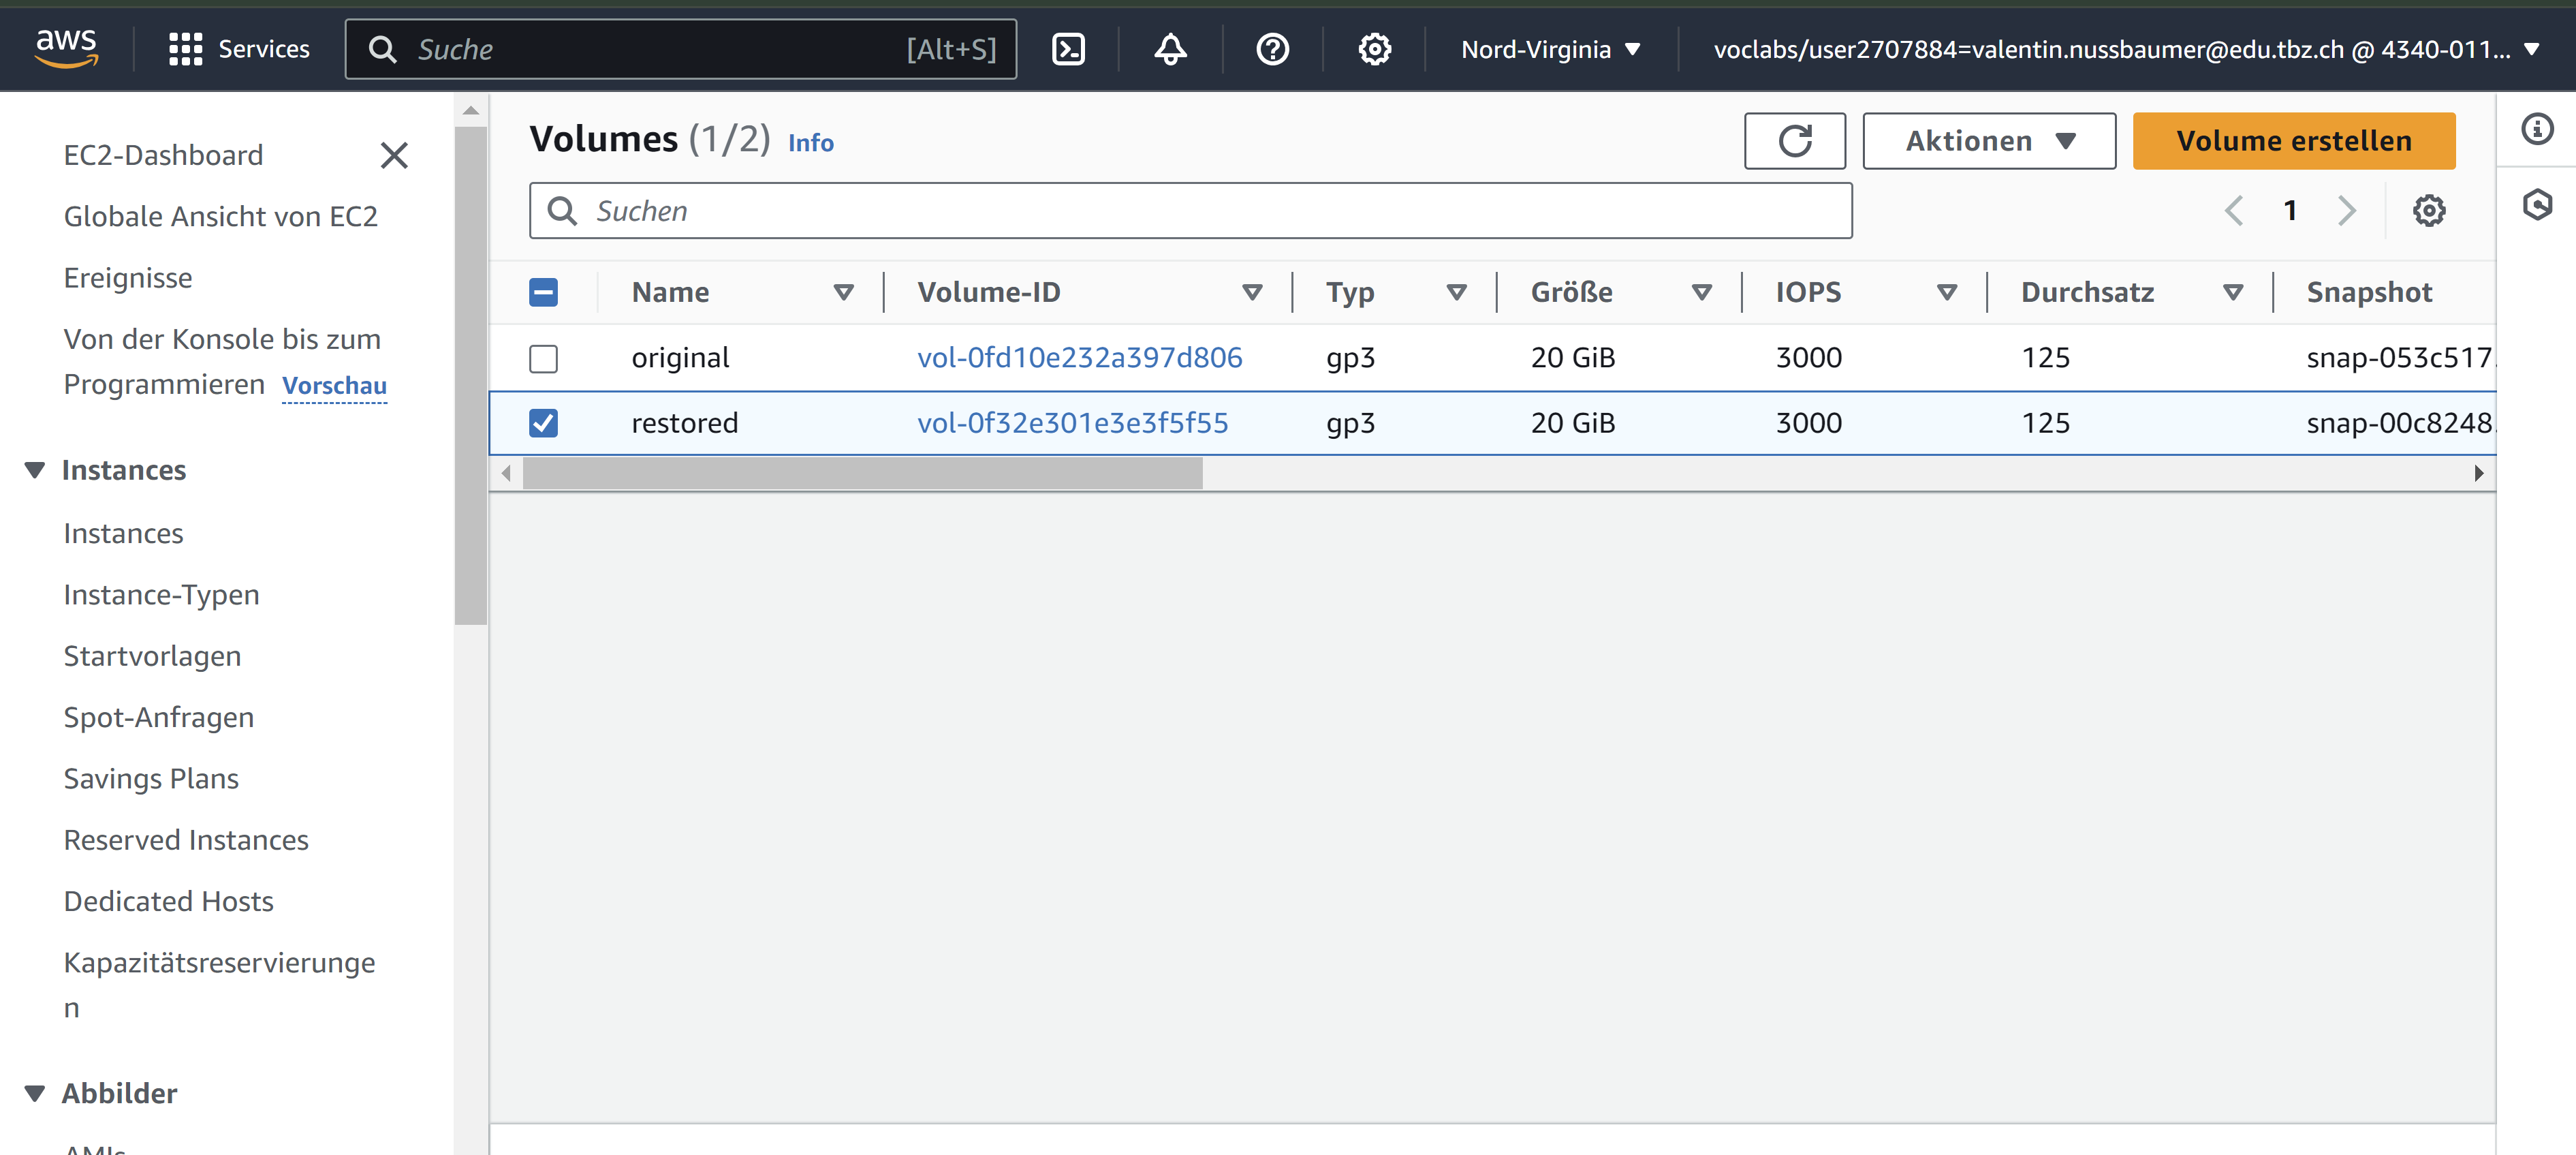 aws
Services
Suche
[Alt+S]
Nord-Virginia
voclabs/user2707884=valentin.nussbaumer@edu.tbz.ch @ 4340-011...
EC2-Dashboard
Globale Ansicht von EC2
Ereignisse
Von der Konsole bis zum
Programmieren Vorschau
Instances
Instances
Instance-Typen
Startvorlagen
Spot-Anfragen
Savings Plans
Reserved Instances
Dedicated Hosts
Kapazitätsreservierunge
n
Abbilder
AMIs
Volumes (1/2) Info
Aktionen
Volume erstellen
Suchen
1
Name Volume-ID Typ Größe IOPS Durchsatz Snapshot
original vol-0fd10e232a397d806 gp3 20 GiB 3000 125 snap-053c517.
restored vol-0f32e301e3e3f5f55 gp3 20 GiB 3000 125 snap-00c8248.